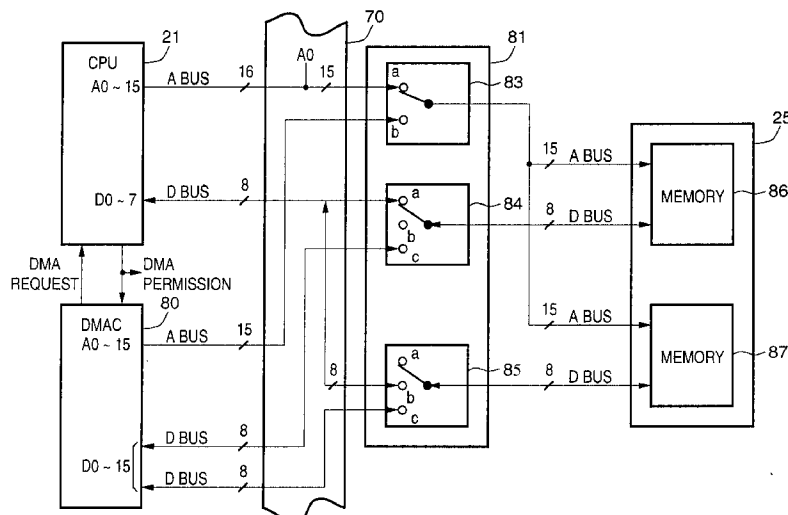 70
21
81
CPU
A0 ~ 15
A BUS
16
A0
15
a
b
83
D0 ~ 7
D BUS
8
a
b
c
84
15
A BUS
25
MEMORY
86
8
D BUS
DMA REQUEST
DMA PERMISSION
80
DMAC
A0 ~ 15
A BUS
15
8
a
b
c
85
15
A BUS
MEMORY
87
8
D BUS
D0 ~ 15
D BUS
8
D BUS
8